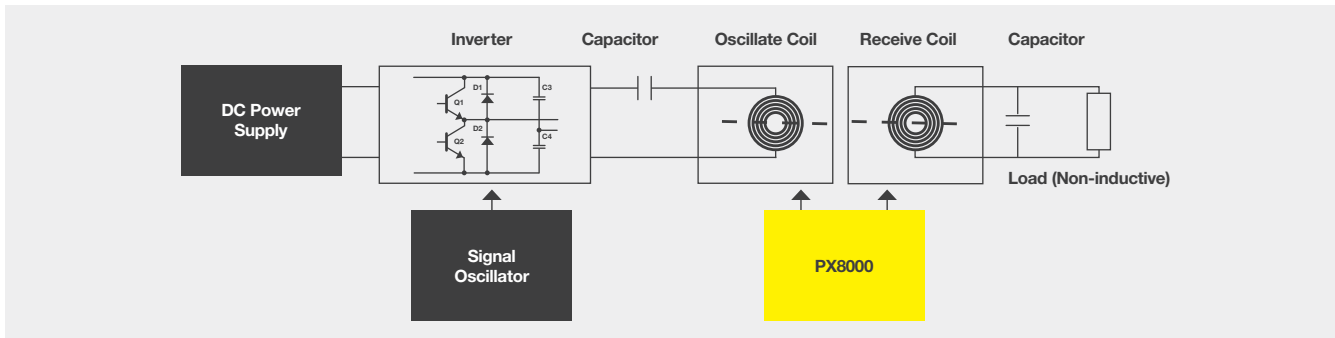 Inverter
Capacitor
Oscillate Coil
Receive Coil
Capacitor
DC Power
Supply
Q1
D1
C3
Q2
D2
C4
Load (Non-inductive)
Signal
Oscillator
PX8000